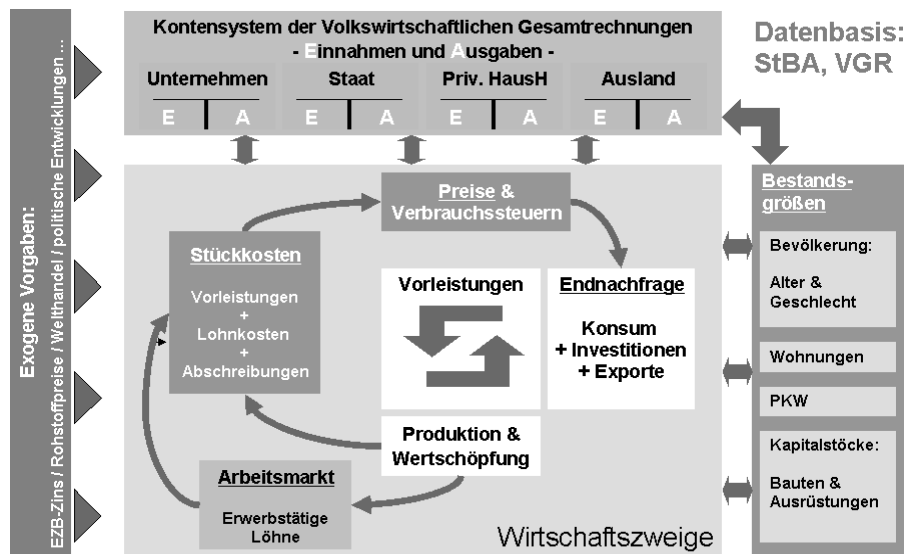 Exogene Vorgaben:
EZB-Zins / Rohstoffpreise / Welthandel / politische Entwicklungen ...
Kontensystem der Volkswirtschaftlichen Gesamtrechnungen
- Einnahmen und Ausgaben -
Unternehmen
E A
Staat
E A
Priv. HausH
E A
Ausland
E A
Datenbasis:
StBA, VGR
Preise &
Verbrauchssteuern
Stückkosten
Vorleistungen
+
Lohnkosten
+
Abschreibungen
Vorleistungen
Endnachfrage
Konsum
+ Investitionen
+ Exporte
Produktion &
Wertschöpfung
Arbeitsmarkt
Erwerbstätige
Löhne
Wirtschaftszweige
Bestands-
größen
Bevölkerung:
Alter &
Geschlecht
Wohnungen
PKW
Kapitalstöcke:
Bauten &
Ausrüstungen